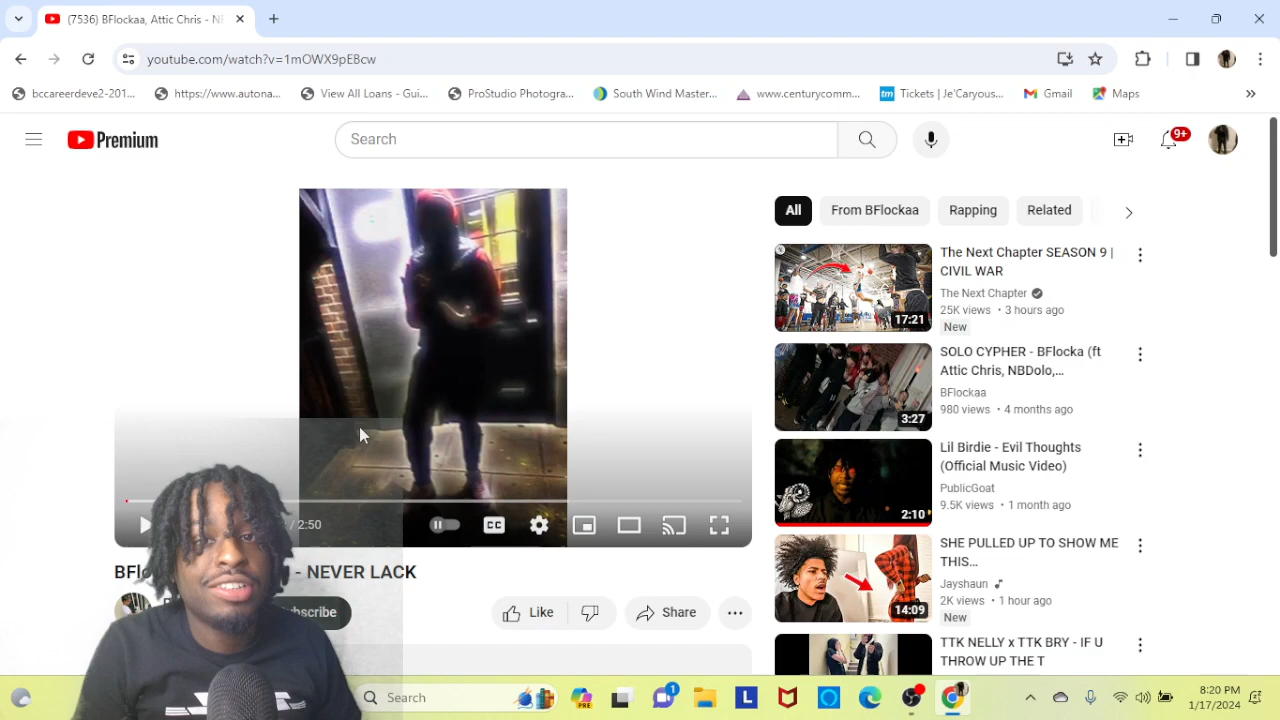 (7536) BFlockaa, Attic Chris - NE
youtube.com/watch?v=1mOWX9pE8cw
bccareerdeve2-201...
https://www.autona...
View All Loans - Gui...
ProStudio Photogra...
South Wind Master...
www.centurycomm...
tm
Tickets | Je'Caryous...
Gmail
Maps
Premium
Search
9+
All
From BFlockaa
Rapping
Related
The Next Chapter SEASON 9 |
CIVIL WAR
The Next Chapter
25K views • 3 hours ago
New
17:21
SOLO CYPHER - BFlocka (ft
Attic Chris, NBDolo,...
BFlockaa
980 views • 4 months ago
3:27
Lil Birdie - Evil Thoughts
(Official Music Video)
PublicGoat
9.5K views • 1 month ago
2:10
SHE PULLED UP TO SHOW ME
THIS...
Jayshaun
2K views • 1 hour ago
New
14:09
TTK NELLY x TTK BRY - IF U
THROW UP THE T
/ 2:50
CC
- NEVER LACK
Like
Share
Search
PRE
1
L
8:20 PM
1/17/2024